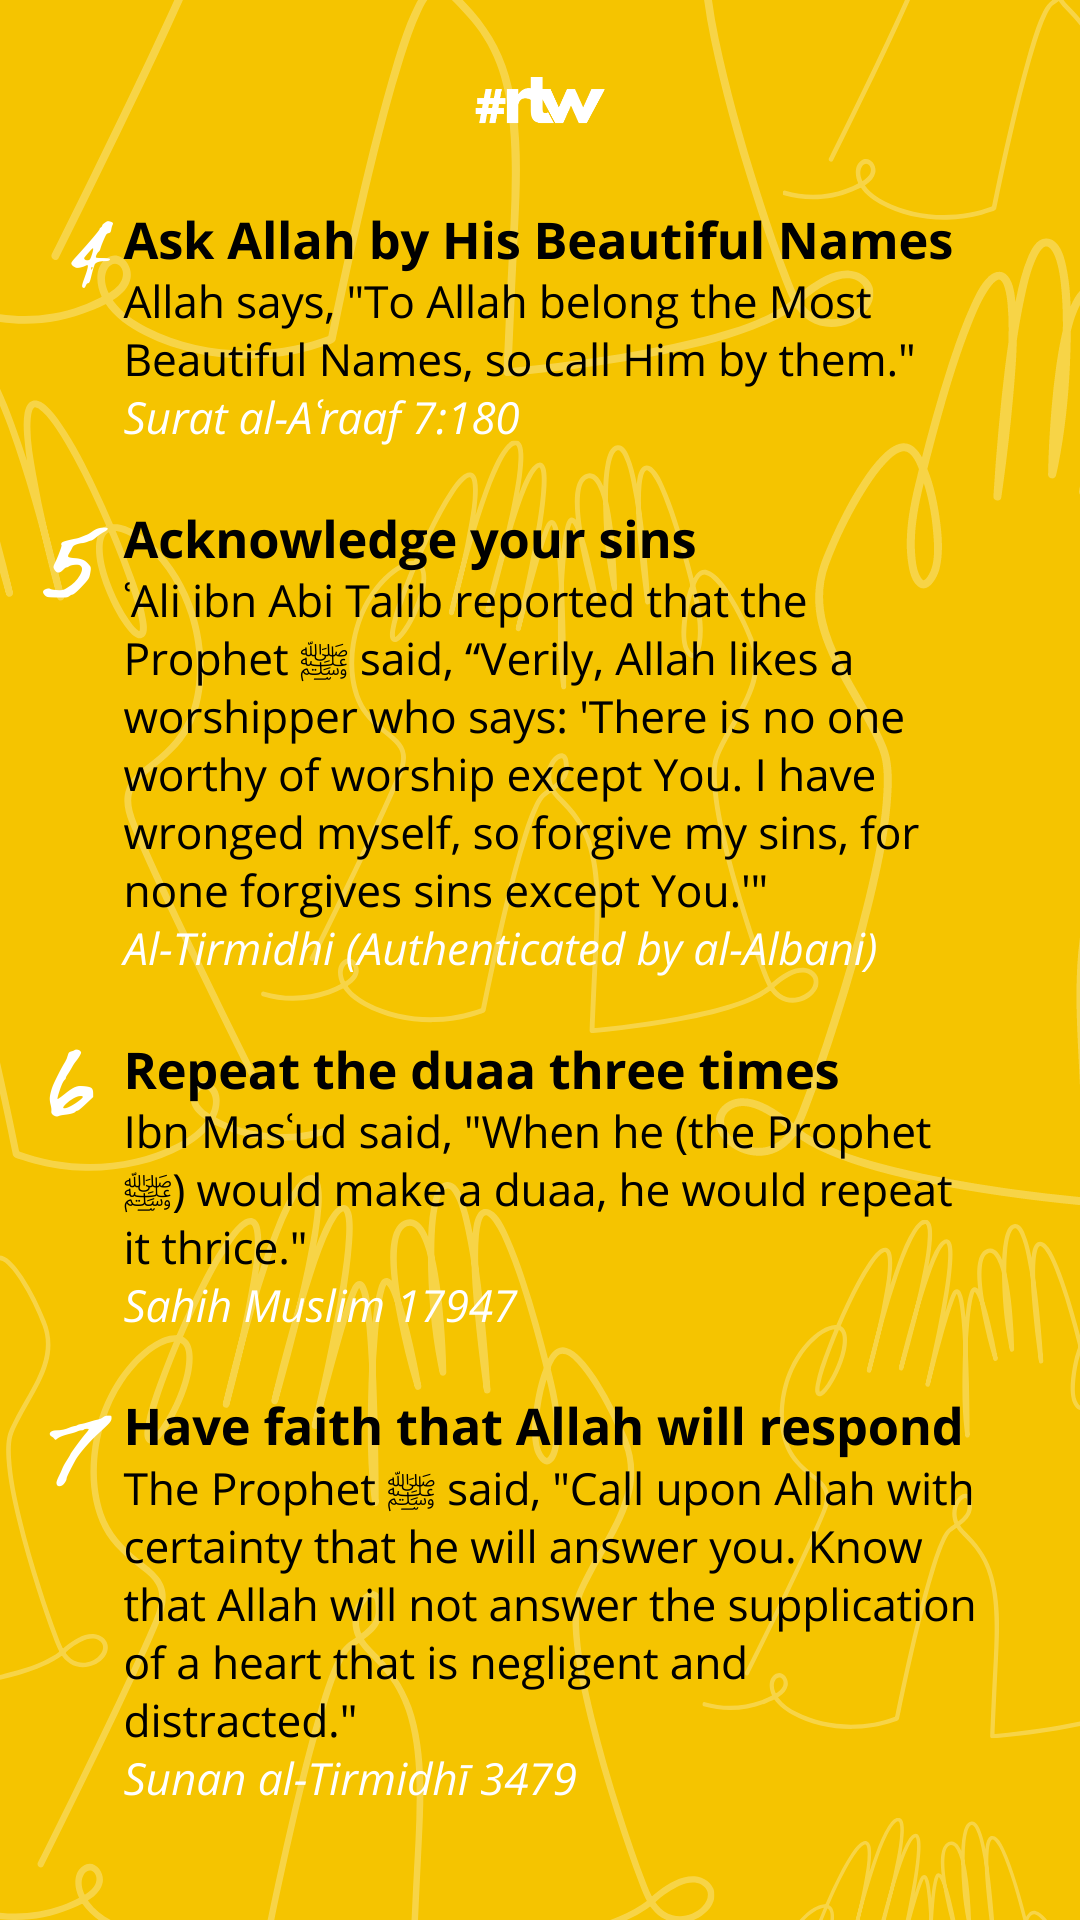 #rtw
4 Ask Allah by His Beautiful Names
Allah says, "To Allah belong the Most
Beautiful Names, so call Him by them."
Surat al-Aʿraaf 7:180
5 Acknowledge your sins
ʿAli ibn Abi Talib reported that the
Prophet ﷺ said, “Verily, Allah likes a
worshipper who says: 'There is no one
worthy of worship except You. I have
wronged myself, so forgive my sins, for
none forgives sins except You.'"
Al-Tirmidhi (Authenticated by al-Albani)
6 Repeat the duaa three times
Ibn Masʿud said, "When he (the Prophet
ﷺ) would make a duaa, he would repeat
it thrice."
Sahih Muslim 17947
7 Have faith that Allah will respond
The Prophet ﷺ said, "Call upon Allah with
certainty that he will answer you. Know
that Allah will not answer the supplication
of a heart that is negligent and
distracted."
Sunan al-Tirmidhī 3479